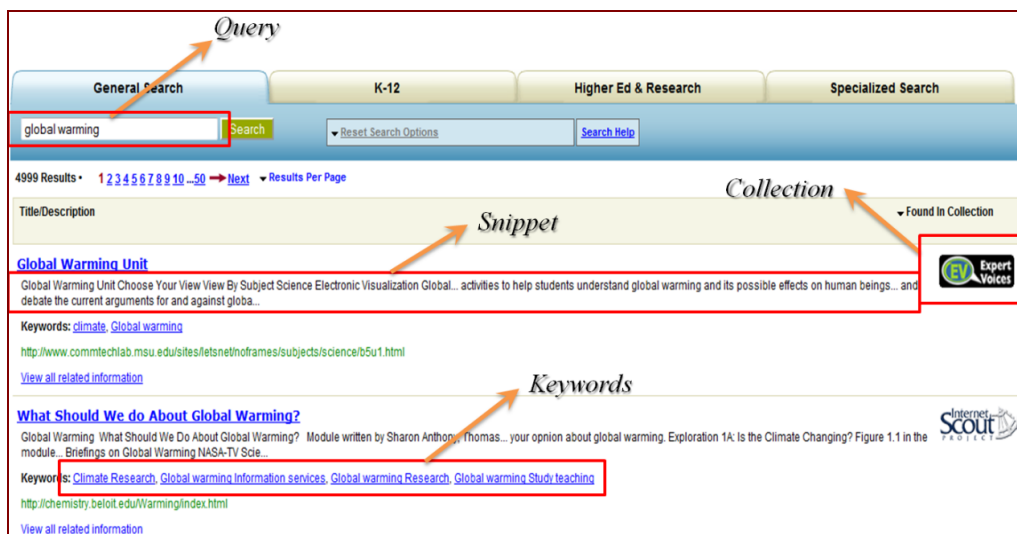 Query
General Search K-12 Higher Ed & Research Specialized Search
global warming Search Reset Search Options Search Help
4999 Results • 1 2 3 4 5 6 7 8 9 10 ...50 Next Results Per Page
Collection
Title/Description Found In Collection
Snippet
Global Warming Unit
EV Expert Voices
Global Warming Unit Choose Your View View By Subject Science Electronic Visualization Global... activities to help students understand global warming and its possible effects on human beings... and
debate the current arguments for and against globa...
Keywords: climate, Global warming
http://www.commtechlab.msu.edu/sites/letsnet/noframes/subjects/science/b5u1.html
View all related information
Keywords
What Should We do About Global Warming?
Internet Scout PROJECT
Global Warming What Should We Do About Global Warming? Module written by Sharon Anthony, Thomas... your opnion about global warming. Exploration 1A: Is the Climate Changing? Figure 1.1 in the
module... Briefings on Global Warming NASA-TV Scie...
Keywords: Climate Research, Global warming Information services, Global warming Research, Global warming Study teaching
http://chemistry.beloit.edu/Warming/index.html
View all related information